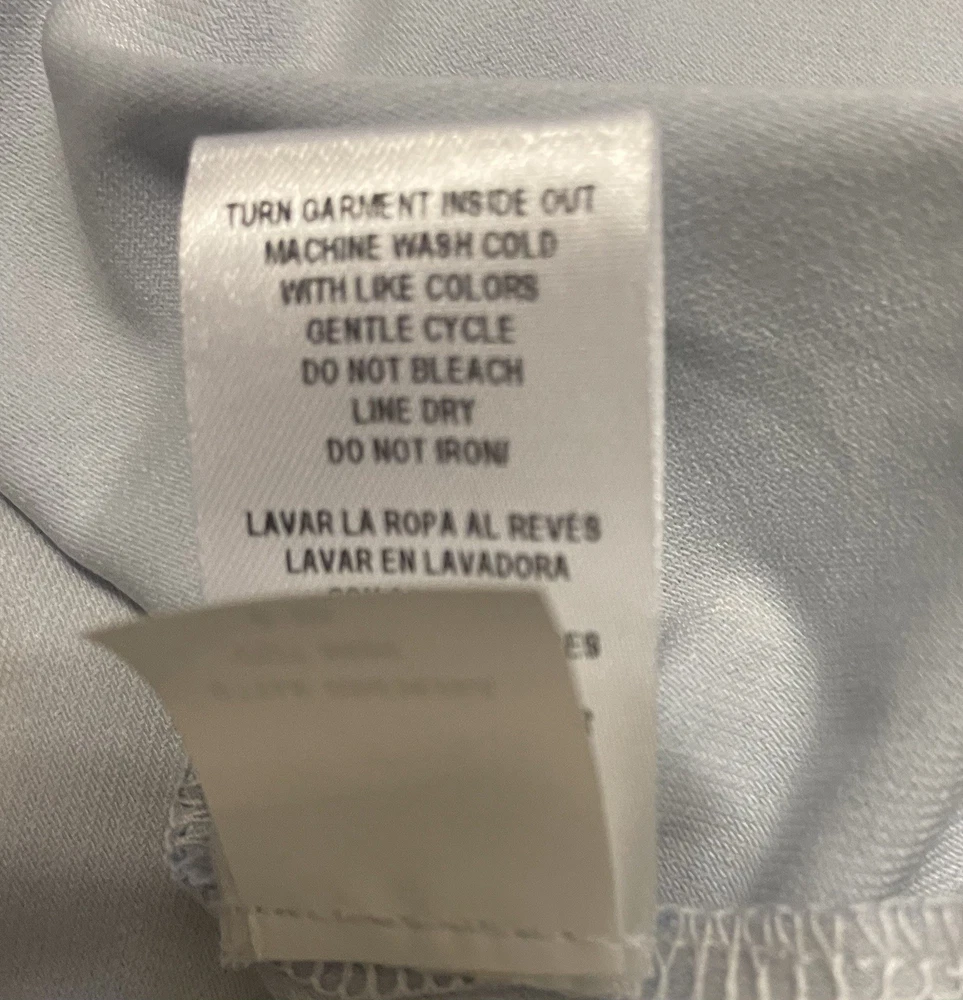 TURN GARMENT INSIDE OUT
MACHINE WASH COLD
WITH LIKE COLORS
GENTLE CYCLE
DO NOT BLEACH
LINE DRY
DO NOT IRON
LAVAR LA ROPA AL REVÉS
LAVAR EN LAVADORA